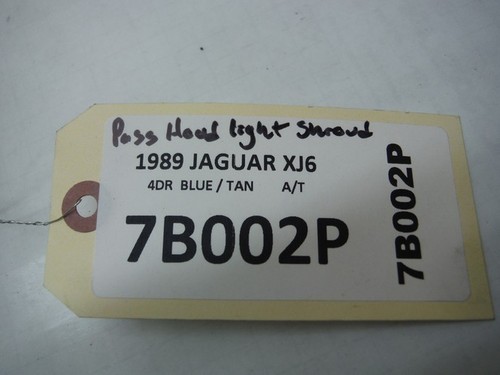 Pass Head light Shroud
1989 JAGUAR XJ6
4DR BLUE / TAN A/T
7B002P
7B002P